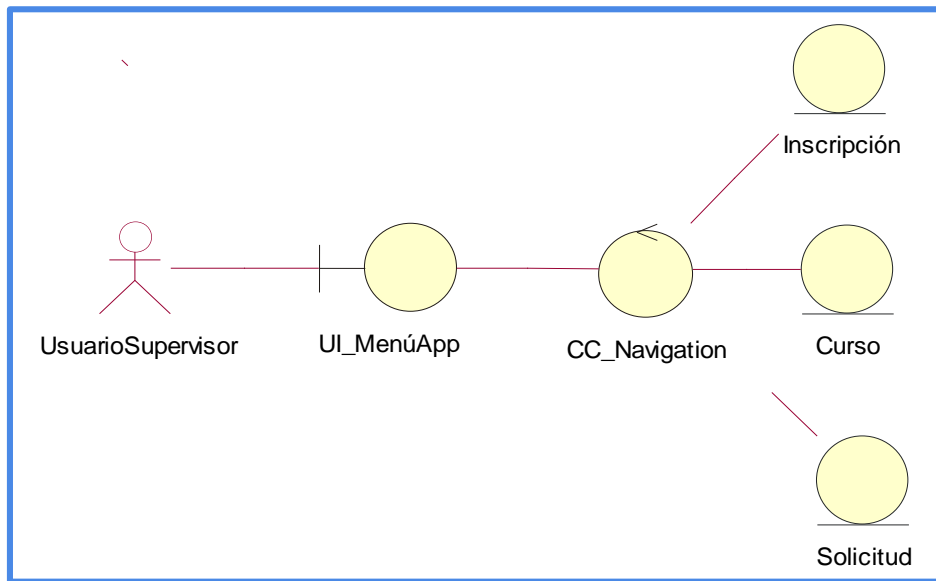 Inscripción
UsuarioSupervisor
UI_MenúApp
CC_Navigation
Curso
Solicitud